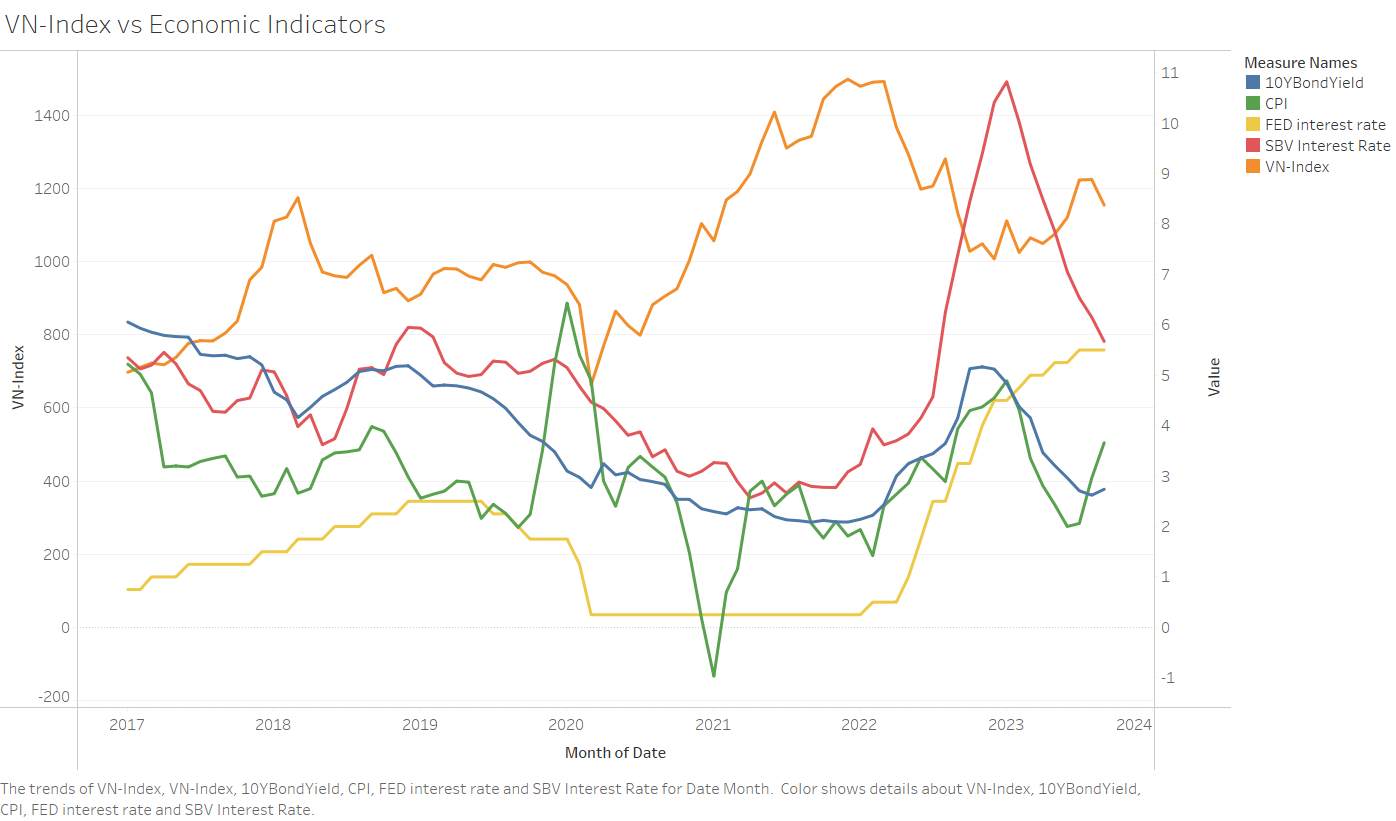 VN-Index vs Economic Indicators
Measure Names
10YBondYield
CPI
FED interest rate
SBV Interest Rate
VN-Index
VN-Index
1400
1200
1000
800
600
400
200
0
-200
11
10
9
8
7
6
5
4
3
2
1
0
-1
Value
2017 2018 2019 2020 2021 2022 2023 2024
Month of Date
The trends of VN-Index, VN-Index, 10YBondYield, CPI, FED interest rate and SBV Interest Rate for Date Month. Color shows details about VN-Index, 10YBondYield,
CPI, FED interest rate and SBV Interest Rate.